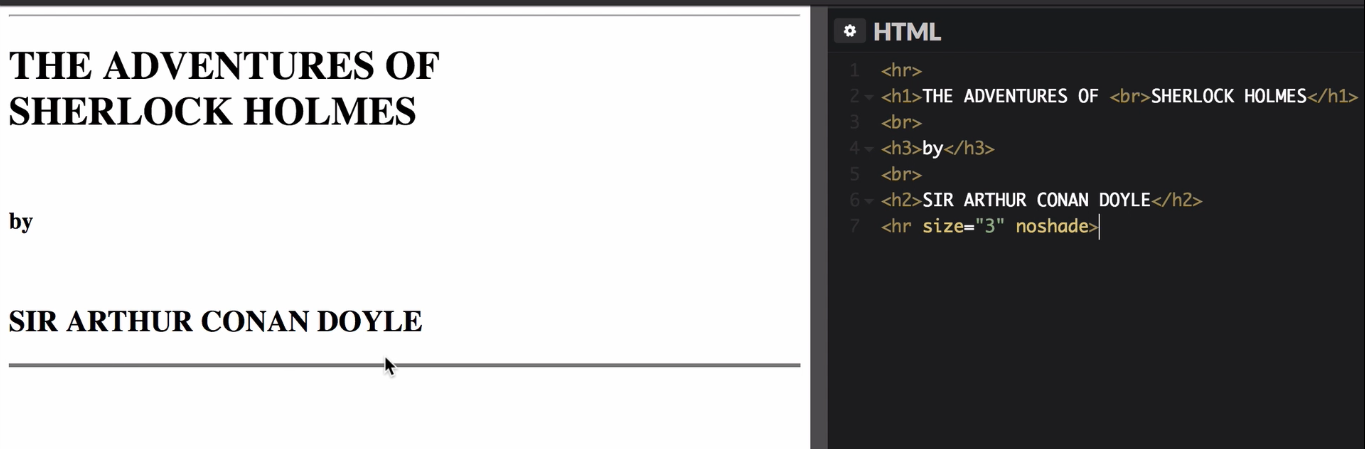 THE ADVENTURES OF
SHERLOCK HOLMES
by
SIR ARTHUR CONAN DOYLE
HTML
1 <hr>
2 <h1>THE ADVENTURES OF <br>SHERLOCK HOLMES</h1>
3 <br>
4 <h3>by</h3>
5 <br>
6 <h2>SIR ARTHUR CONAN DOYLE</h2>
7 <hr size="3" noshade>